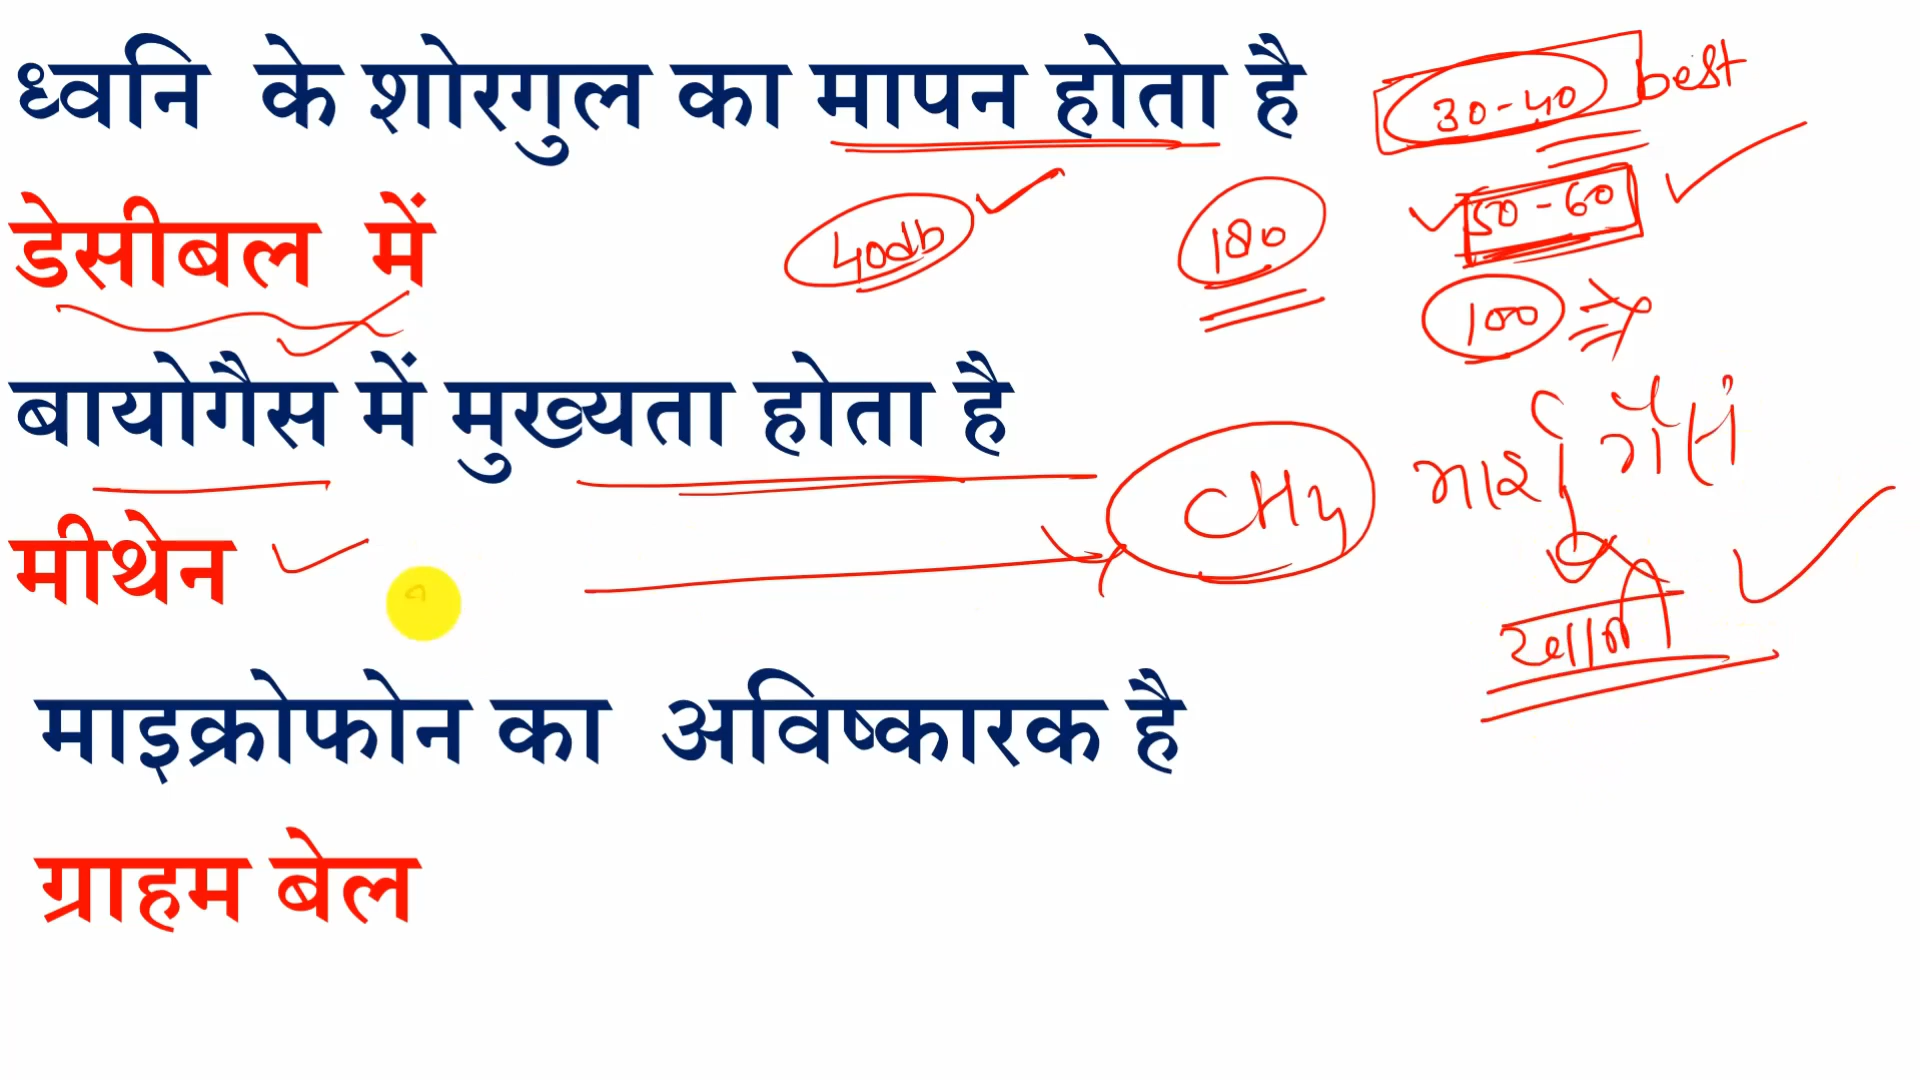 ध्वनि के शोरगुल का मापन होता है
30-40 best
डेसीबल में
40db
180
50-60
100
बायोगैस में मुख्यता होता है
CH4
मीथेन
माइक्रोफोन का अविष्कारक है
ग्राहम बेल